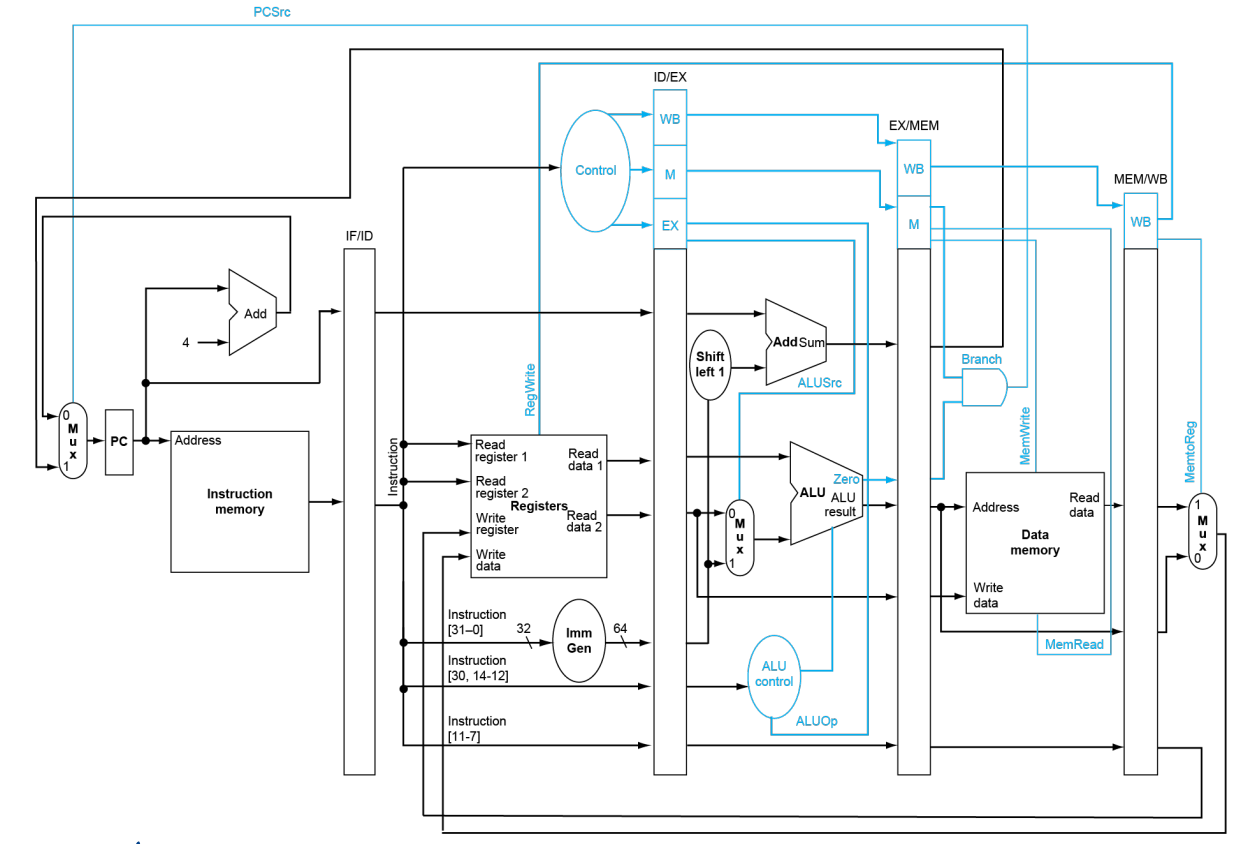 PCSrc
ID/EX
WB
EX/MEM
Control
M
WB
MEM/WB
EX
M
WB
IF/ID
Add
4
Shift
left 1
Add Sum
Branch
ALUSrc
RegWrite
0
M
u
x
1
PC
Address
Instruction
memory
Instruction
Read
register 1
Read
register 2
Write
register
Write
data
Registers
Read
data 1
Read
data 2
0
M
u
x
1
ALU
Zero
ALU
result
MemWrite
Address
Read
data
Data
memory
Write
data
MemtoReg
1
M
u
x
0
Instruction
[31–0]
32
Imm
Gen
64
MemRead
Instruction
[30, 14-12]
ALU
control
Instruction
[11-7]
ALUOp